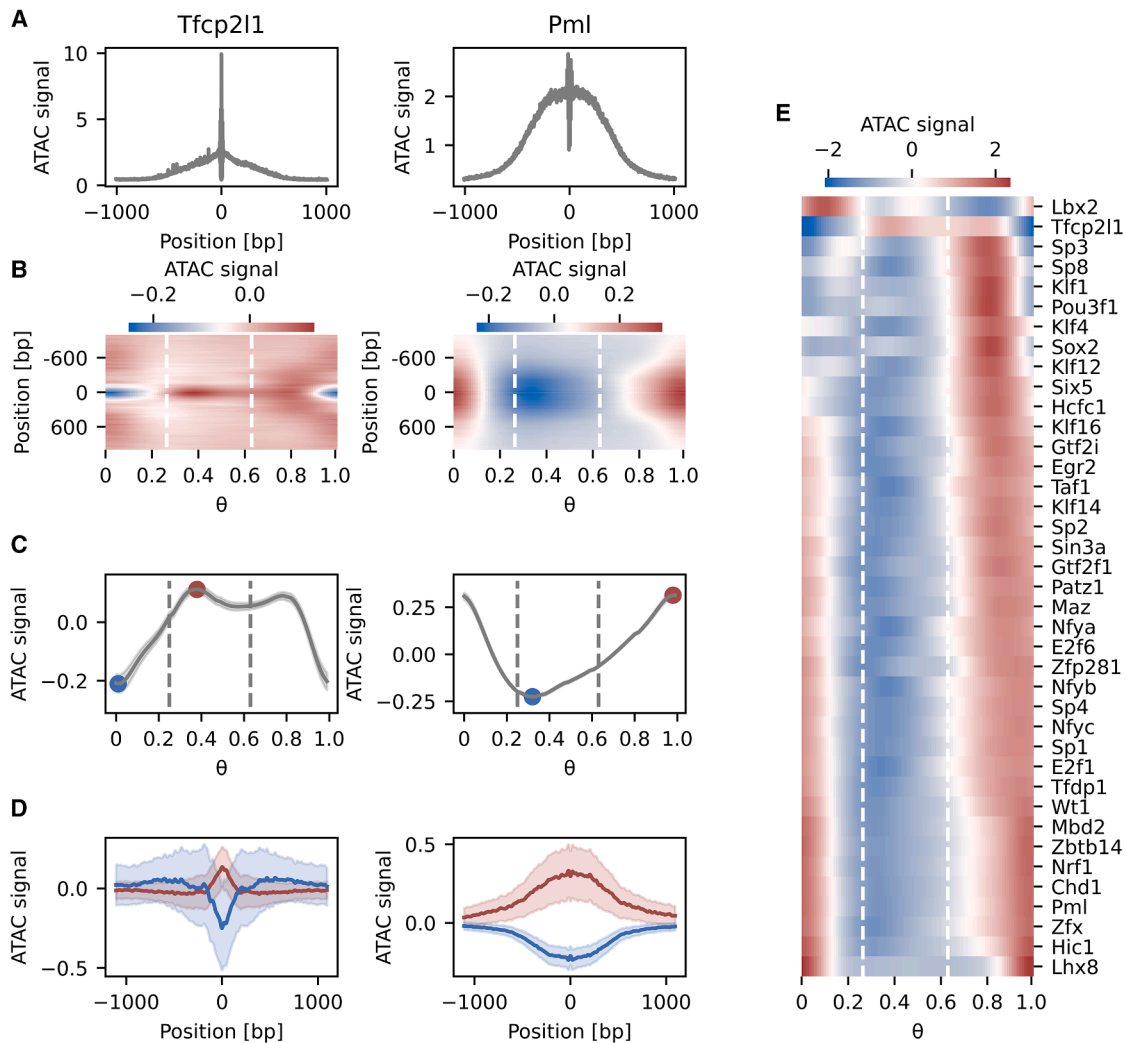 A
Tfcp2l1
Pml
ATAC signal
10
5
0
−1000
0
1000
Position [bp]
ATAC signal
2
1
−1000
0
1000
Position [bp]
B
ATAC signal
−0.2
0.0
Position [bp]
-600
0
600
0
0.2
0.4
0.6
0.8
1.0
θ
ATAC signal
−0.2
0.0
0.2
Position [bp]
-600
0
600
0
0.2
0.4
0.6
0.8
1.0
θ
C
ATAC signal
0.0
−0.2
0
0.2
0.4
0.6
0.8
1.0
θ
ATAC signal
0.25
0.00
−0.25
0
0.2
0.4
0.6
0.8
1.0
θ
D
ATAC signal
0.0
−0.5
−1000
0
1000
Position [bp]
ATAC signal
0.5
0.0
−1000
0
1000
Position [bp]
E
ATAC signal
−2
0
2
Lbx2
Tfcp2l1
Sp3
Sp8
Klf1
Pou3f1
Klf4
Sox2
Klf12
Six5
Hcfc1
Klf16
Gtf2i
Egr2
Taf1
Klf14
Sp2
Sin3a
Gtf2f1
Patz1
Maz
Nfya
E2f6
Zfp281
Nfyb
Sp4
Nfyc
Sp1
E2f1
Tfdp1
Wt1
Mbd2
Zbtb14
Nrf1
Chd1
Pml
Zfx
Hic1
Lhx8
0
0.2
0.4
0.6
0.8
1.0
θ